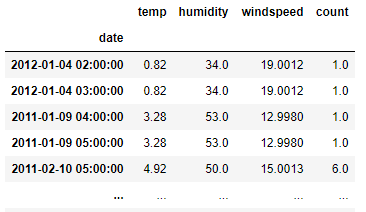 temp humidity windspeed count
date
2012-01-04 02:00:00 0.82 34.0 19.0012 1.0
2012-01-04 03:00:00 0.82 34.0 19.0012 1.0
2011-01-09 04:00:00 3.28 53.0 12.9980 1.0
2011-01-09 05:00:00 3.28 53.0 12.9980 1.0
2011-02-10 05:00:00 4.92 50.0 15.0013 6.0
... ... ... ... ...